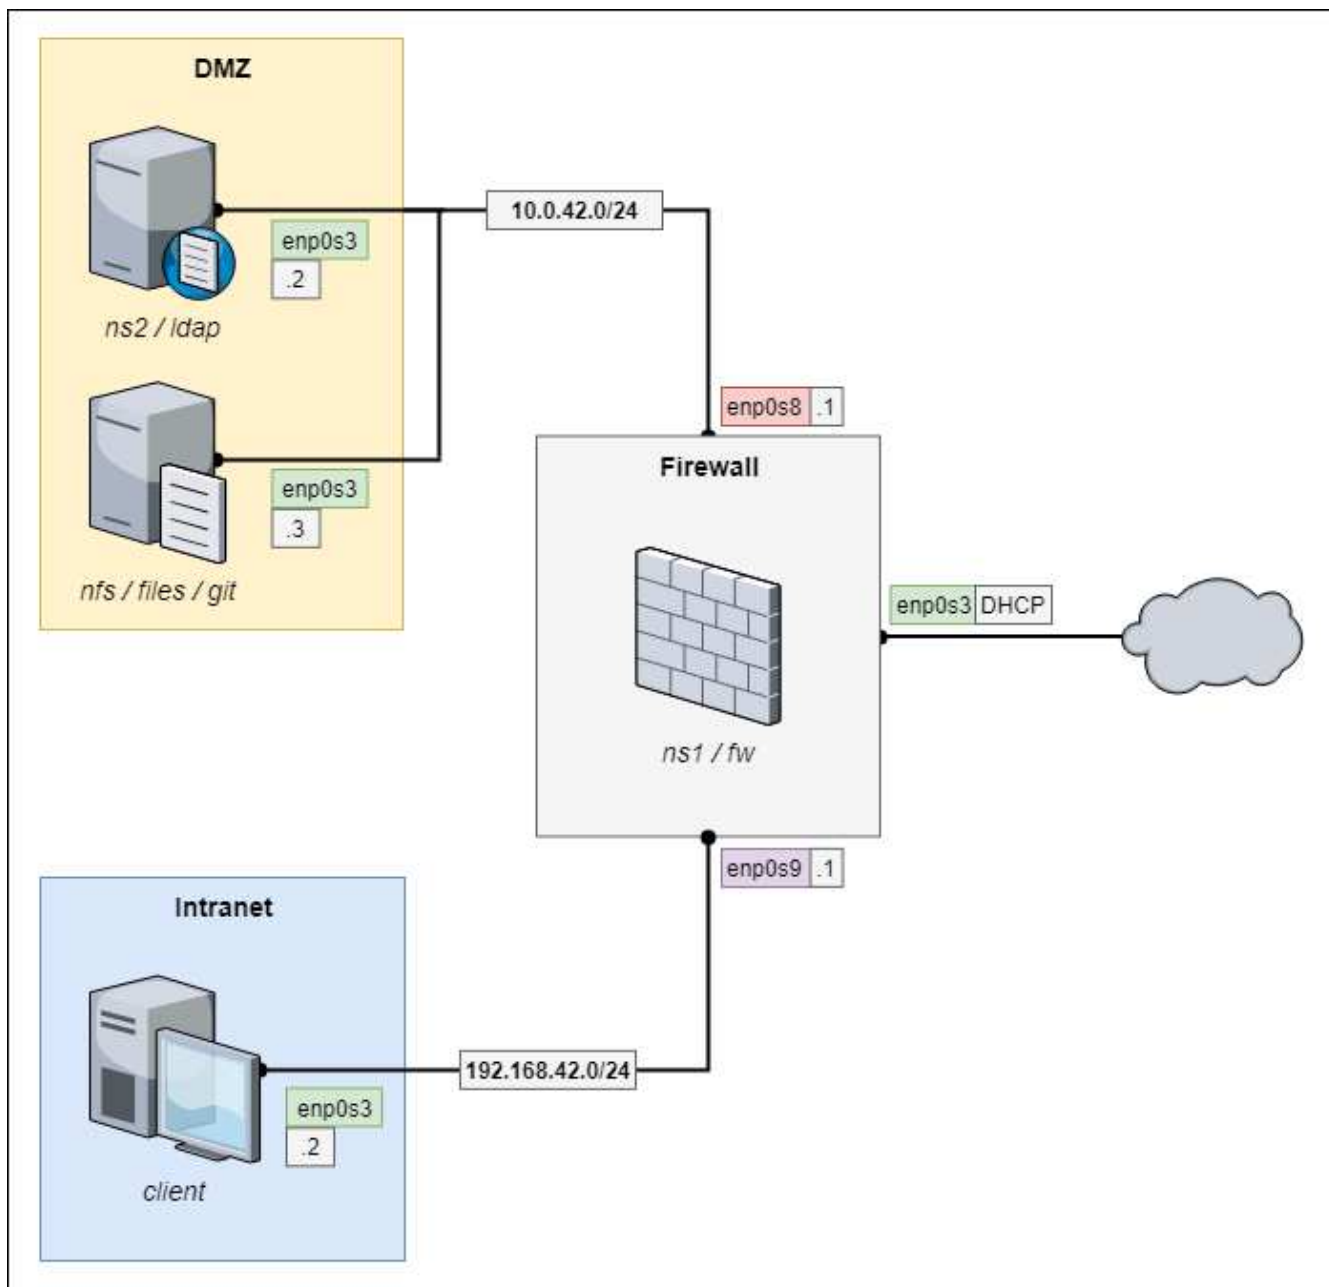 DMZ
enp0s3
.2
ns2 / ldap
enp0s3
.3
nfs / files / git
10.0.42.0/24
enp0s8 .1
Firewall
ns1 / fw
enp0s3 DHCP
enp0s9 .1
Intranet
enp0s3
.2
client
192.168.42.0/24